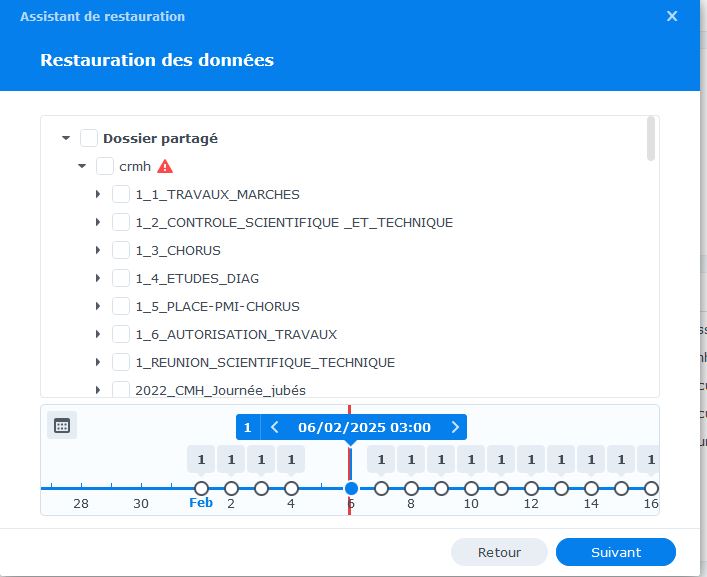 Assistant de restauration
Restauration des données
Dossier partagé
crmh
1_1_TRAVAUX_MARCHES
1_2_CONTROLE_SCIENTIFIQUE _ET_TECHNIQUE
1_3_CHORUS
1_4_ETUDES_DIAG
1_5_PLACE-PMI-CHORUS
1_6_AUTORISATION_TRAVAUX
1_REUNION_SCIENTIFIQUE_TECHNIQUE
2022_CMH_Journée_jubés
1 06/02/2025 03:00
1 1 1 1 1 1 1 1 1 1 1 1 1 1
28 30 Feb 2 4 6 8 10 12 14 16
Retour Suivant